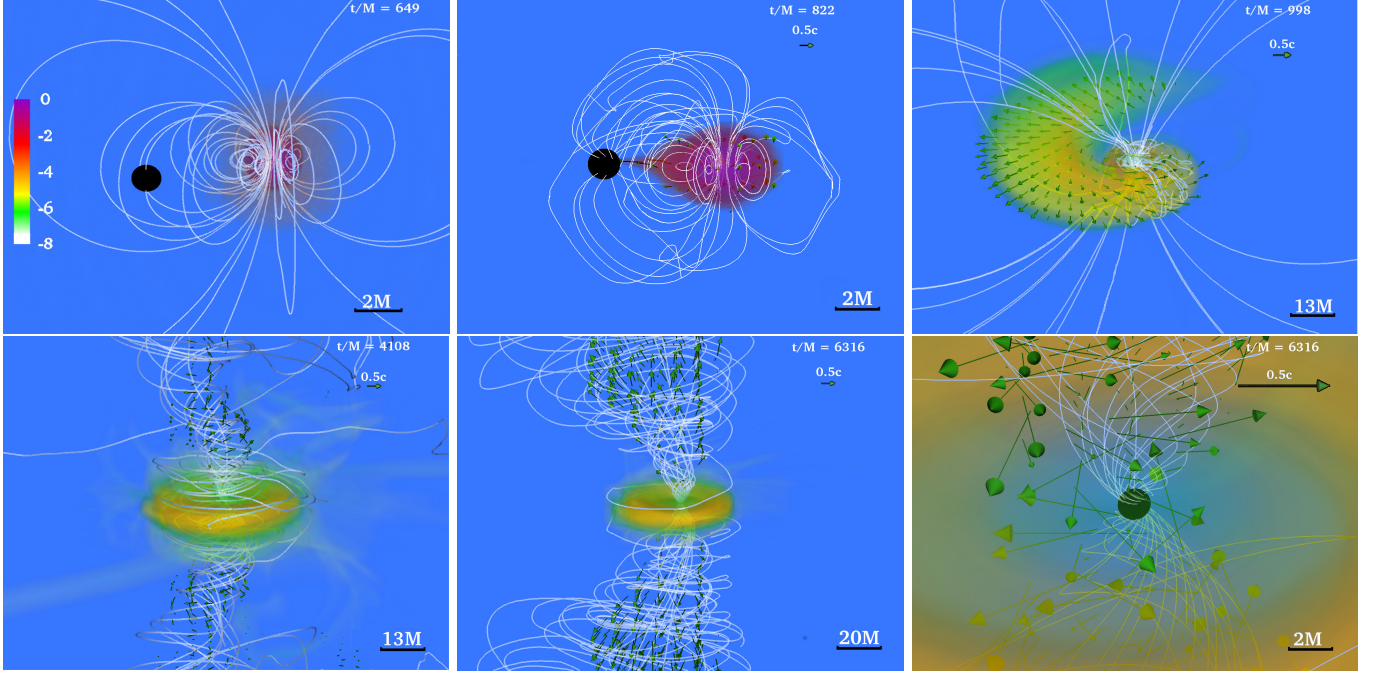 t/M = 649
0
-2
-4
-6
-8
2M
t/M = 822
0.5c
2M
t/M = 998
0.5c
13M
t/M = 4108
0.5c
13M
t/M = 6316
0.5c
20M
t/M = 6316
0.5c
2M